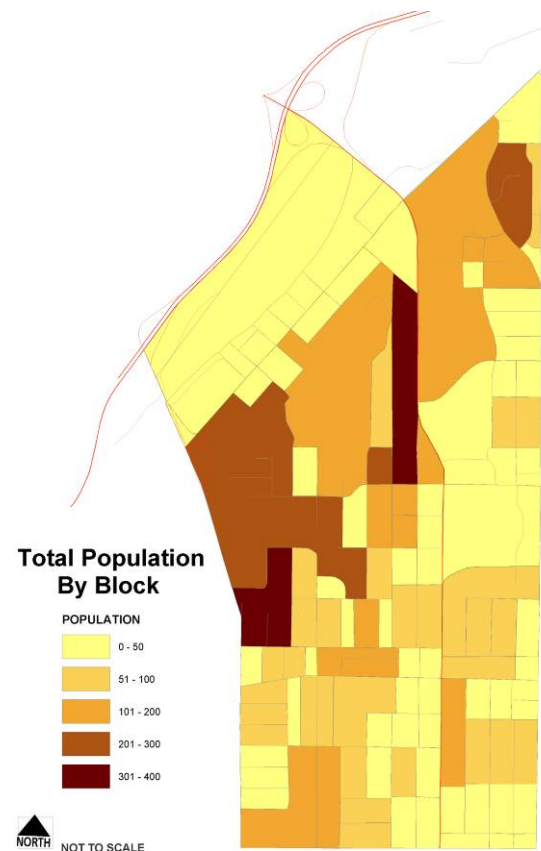 Total Population
By Block
POPULATION
0 - 50
51 - 100
101 - 200
201 - 300
301 - 400
NORTH
NOT TO SCALE